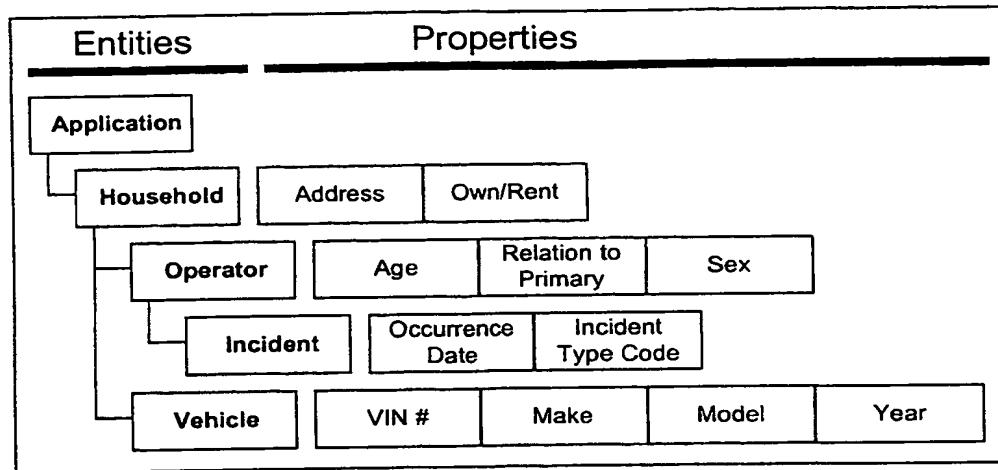 Entities Properties
Application
Household Address Own/Rent
Operator Age Relation to Primary Sex
Incident Occurrence Date Incident Type Code
Vehicle VIN # Make Model Year